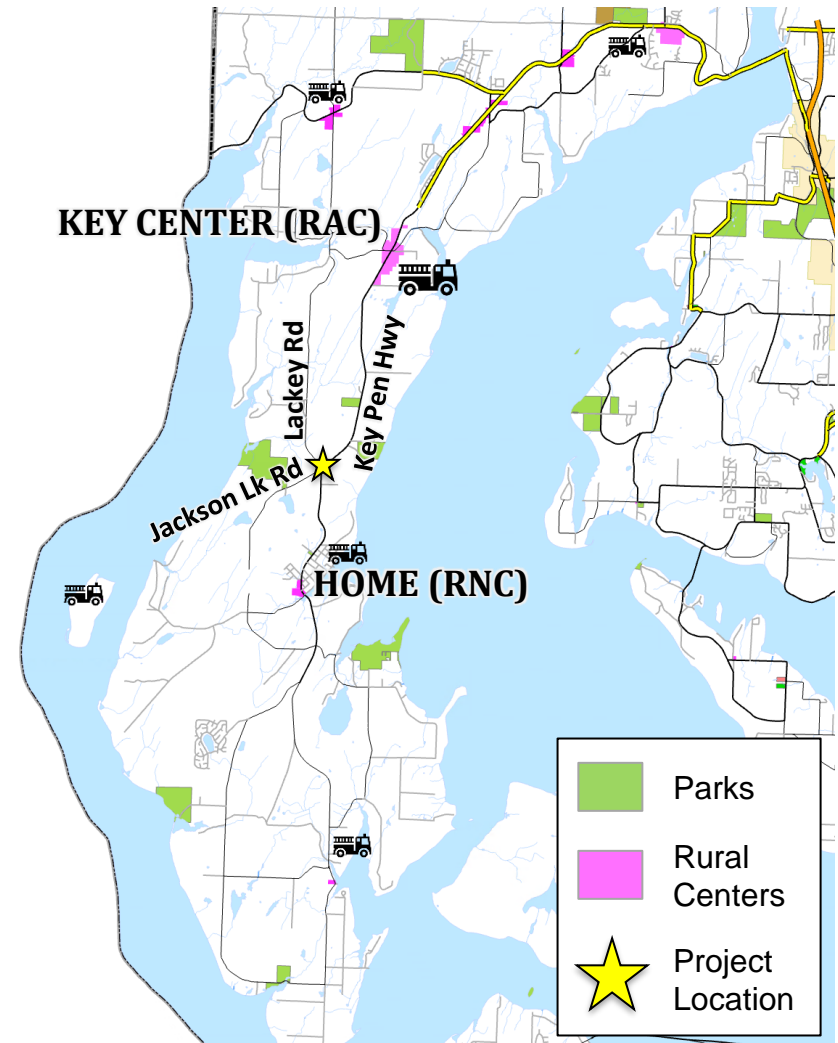 KEY CENTER (RAC)
Lackey Rd
Key Pen Hwy
Jackson Lk Rd
HOME (RNC)
Parks
Rural
Centers
Project
Location